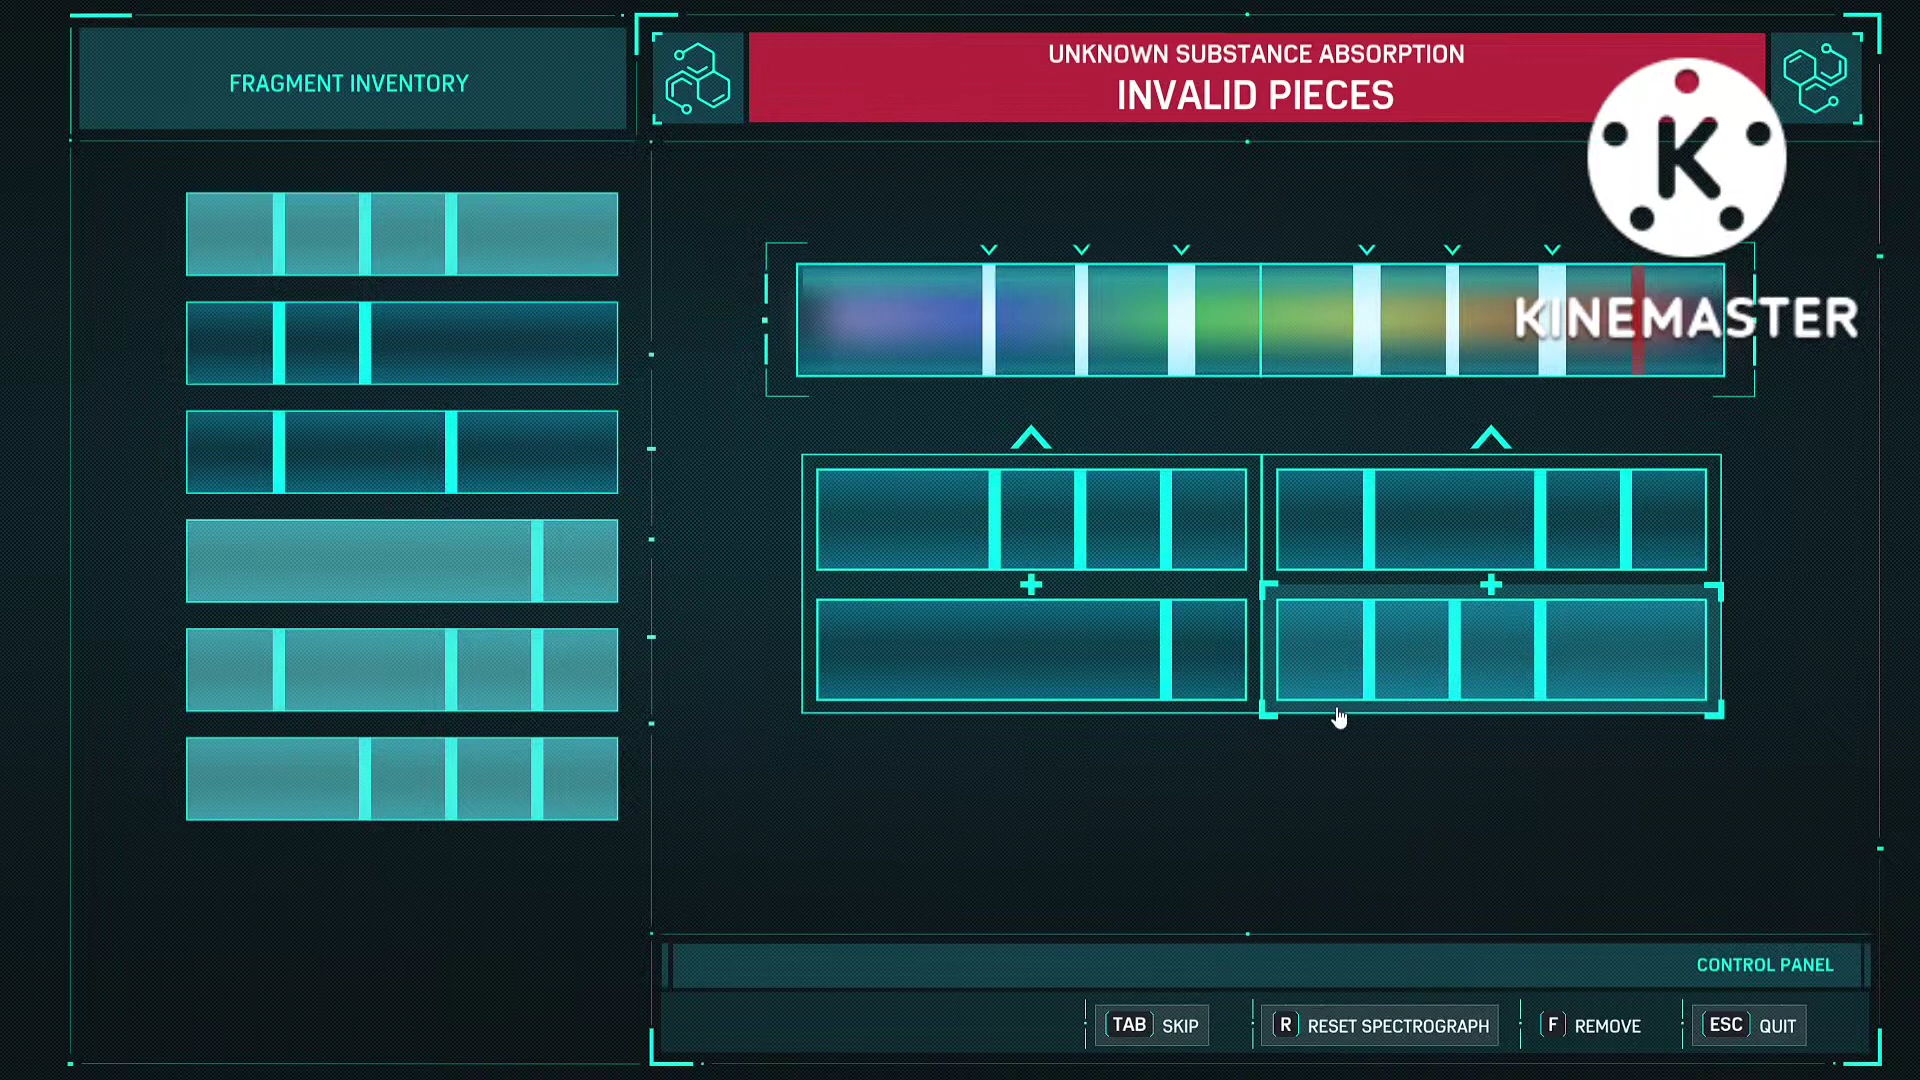 FRAGMENT INVENTORY
UNKNOWN SUBSTANCE ABSORPTION
INVALID PIECES
K
KINEMASTER
CONTROL PANEL
TAB SKIP
R RESET SPECTROGRAPH
F REMOVE
ESC QUIT